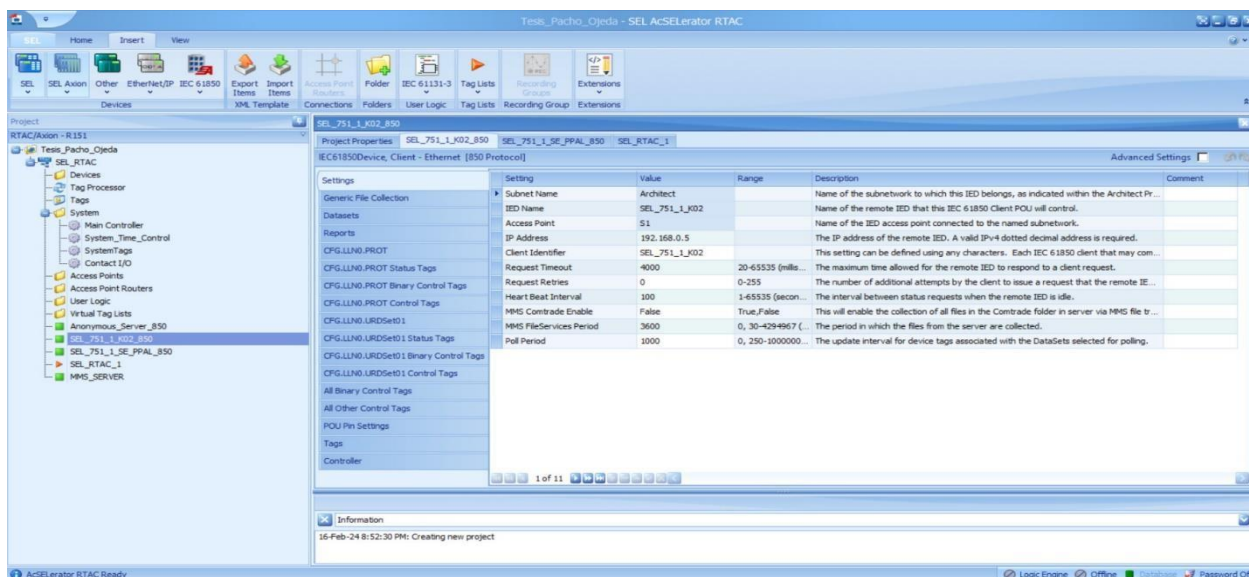 Tesis_Pacho_Ojeda - SEL AcSELerator RTAC
SEL Home Insert View
SEL SEL Axion Other EtherNet/IP IEC 61850 Export Items Import Items Access Point Routers Folder IEC 61131-3 Tag Lists Recording Groups Extensions
Devices XML Template Connections Folders User Logic Tag Lists Recording Group Extensions
Project
RTAC/Axion - R151
Tesis_Pacho_Ojeda
SEL_RTAC
Devices
Tag Processor
Tags
System
Main Controller
System_Time_Control
SystemTags
Contact I/O
Access Points
Access Point Routers
User Logic
Virtual Tag Lists
Anonymous_Server_850
SEL_751_1_K02_850
SEL_751_1_SE_PPAL_850
SEL_RTAC_1
MMS_SERVER
SEL_751_1_K02_850
Project Properties SEL_751_1_K02_850 SEL_751_1_SE_PPAL_850 SEL_RTAC_1
IEC61850Device, Client - Ethernet [850 Protocol] Advanced Settings
Settings
Generic File Collection
Datasets
Reports
CFG.LLN0.PROT
CFG.LLN0.PROT Status Tags
CFG.LLN0.PROT Binary Control Tags
CFG.LLN0.PROT Control Tags
CFG.LLN0.URDSet01
CFG.LLN0.URDSet01 Status Tags
CFG.LLN0.URDSet01 Binary Control Tags
CFG.LLN0.URDSet01 Control Tags
All Binary Control Tags
All Other Control Tags
POU Pin Settings
Tags
Controller
Setting Value Range Description Comment
Subnet Name Architect Name of the subnetwork to which this IED belongs, as indicated within the Architect Pr...
IED Name SEL_751_1_K02 Name of the remote IED that this IEC 61850 Client POU will control.
Access Point S1 Name of the IED access point connected to the named subnetwork.
IP Address 192.168.0.5 The IP address of the remote IED. A valid IPv4 dotted decimal address is required.
Client Identifier SEL_751_1_K02 This setting can be defined using any characters. Each IEC 61850 client that may com...
Request Timeout 4000 20-65535 (millis... The maximum time allowed for the remote IED to respond to a client request.
Request Retries 0 0-255 The number of additional attempts by the client to issue a request that the remote IE...
Heart Beat Interval 100 1-65535 (secon... The interval between status requests when the remote IED is idle.
MMS Comtrade Enable False True,False This will enable the collection of all files in the Comtrade folder in server via MMS file tr...
MMS FileServices Period 3600 0, 30-4294967 (... The period in which the files from the server are collected.
Poll Period 1000 0, 250-1000000... The update interval for device tags associated with the DataSets selected for polling.
1 of 11
Information
16-Feb-24 8:52:30 PM: Creating new project
AcSELerator RTAC Ready Logic Engine Offline Database Password